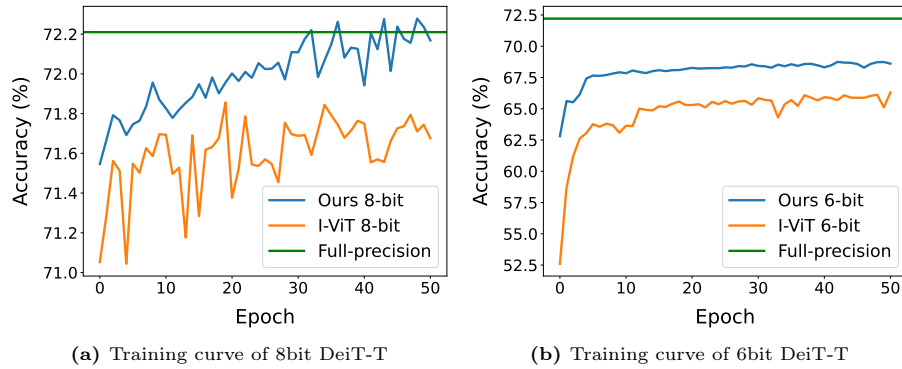 72.2
72.0
71.8
71.6
71.4
71.2
71.0
Accuracy (%)
0 10 20 30 40 50
Epoch
Ours 8-bit
I-ViT 8-bit
Full-precision
(a) Training curve of 8bit DeiT-T
72.5
70.0
67.5
65.0
62.5
60.0
57.5
55.0
52.5
Accuracy (%)
0 10 20 30 40 50
Epoch
Ours 6-bit
I-ViT 6-bit
Full-precision
(b) Training curve of 6bit DeiT-T